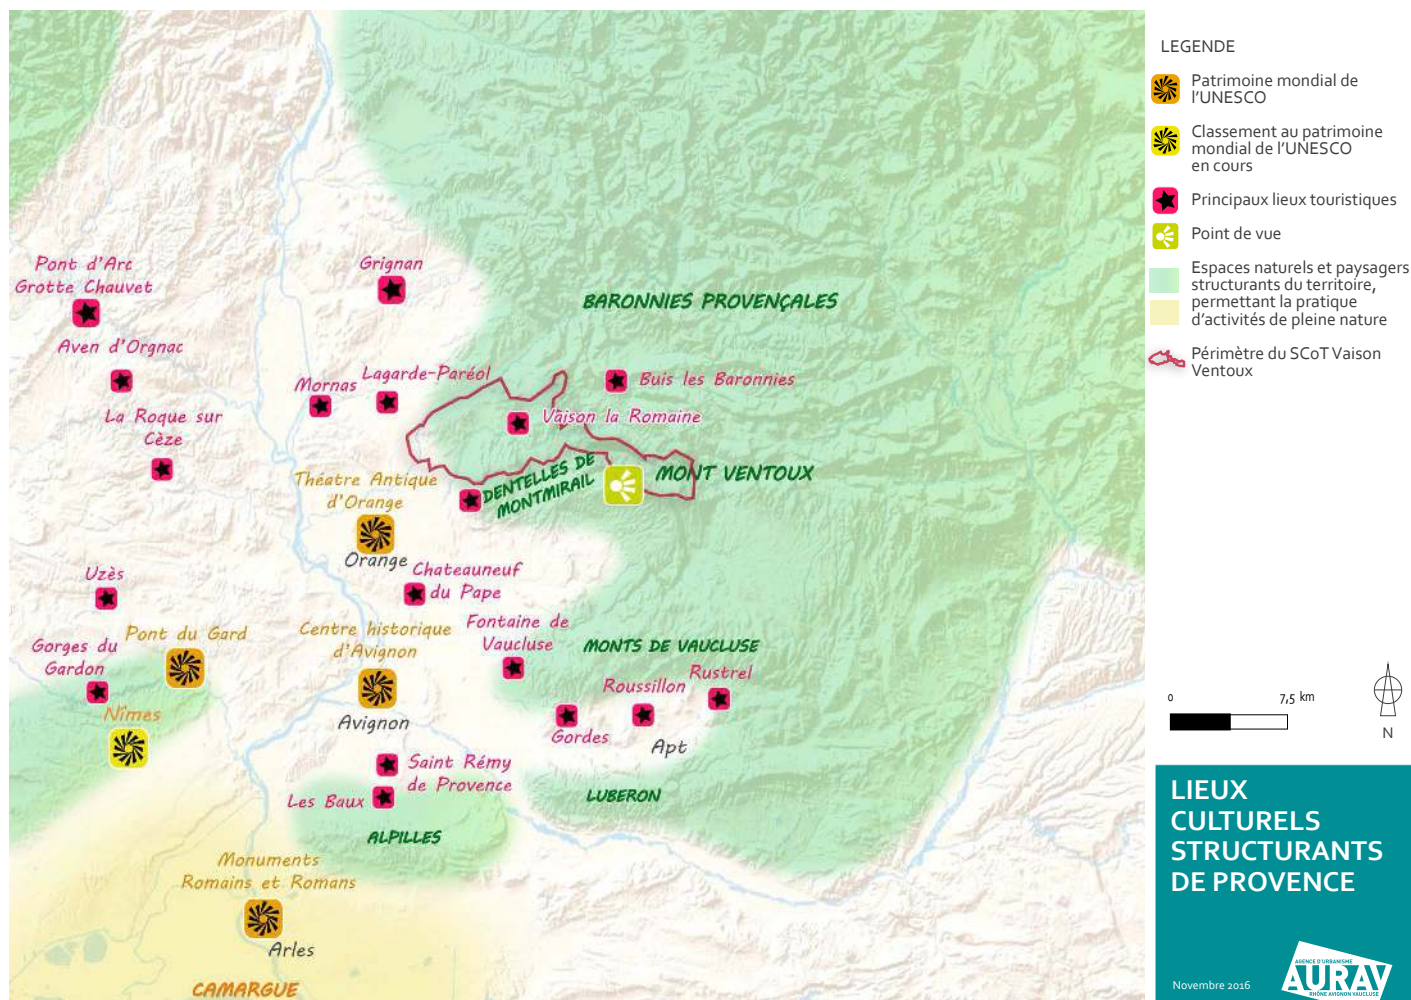 Pont d'Arc
Grotte Chauvet
Grignan
BARONNIES PROVENÇALES
Aven d'Orgnac
Mornas
Lagarde-Paréol
Buis les Baronnies
La Roque sur
Cèze
Vaison la Romaine
Théatre Antique
d'Orange
DENTELLES DE
MONTMIRAIL
MONT VENTOUX
Orange
Chateauneuf
du Pape
Uzès
Gorges du
Gardon
Pont du Gard
Centre historique
d'Avignon
Fontaine de
Vaucluse
MONTS DE VAUCLUSE
Rustrel
Roussillon
Nîmes
Avignon
Gordes
Apt
Saint Rémy
de Provence
Les Baux
LUBERON
ALPILLES
Monuments
Romains et Romans
Arles
CAMARGUE
LEGENDE
Patrimoine mondial de
l'UNESCO
Classement au patrimoine
mondial de l'UNESCO
en cours
Principaux lieux touristiques
Point de vue
Espaces naturels et paysagers
structurants du territoire,
permettant la pratique
d'activités de pleine nature
Périmètre du SCoT Vaison
Ventoux
0 7,5 km
N
LIEUX
CULTURELS
STRUCTURANTS
DE PROVENCE
Novembre 2016
AGENCE D'URBANISME
AURAV
RHÔNE AVIGNON VAUCLUSE